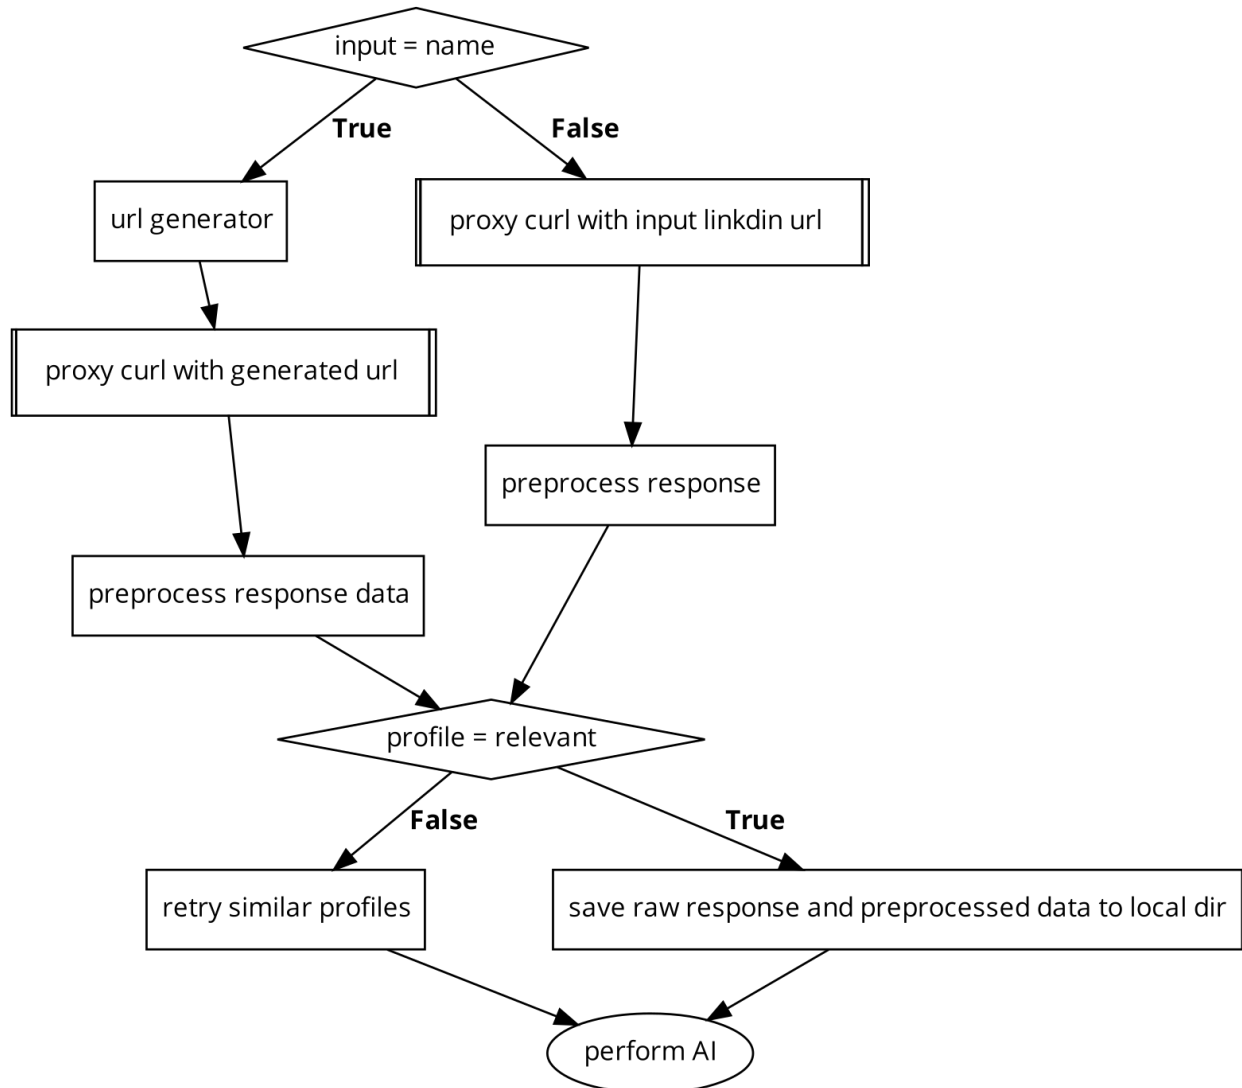 input = name
True
False
url generator
proxy curl with input linkdin url
proxy curl with generated url
preprocess response
preprocess response data
profile = relevant
False
True
retry similar profiles
save raw response and preprocessed data to local dir
perform AI